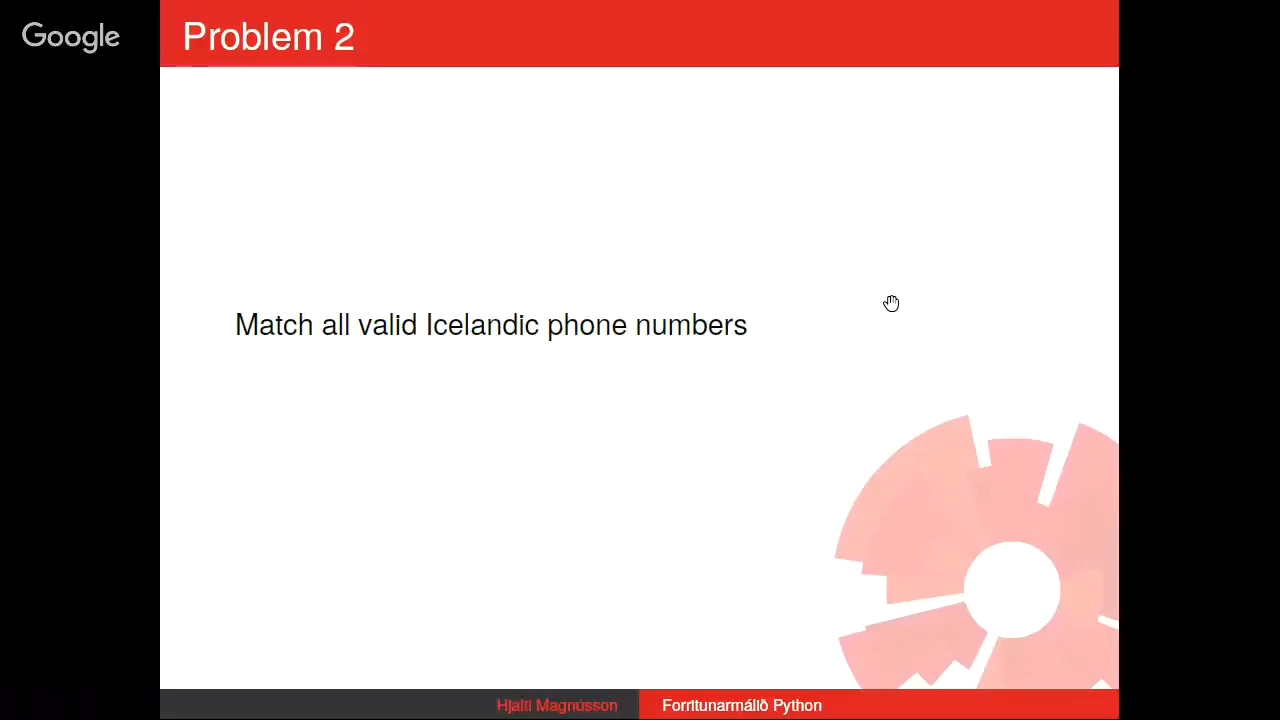 Google
Problem 2
Match all valid Icelandic phone numbers
Hjalti Magnússon
Forritunarmálið Python